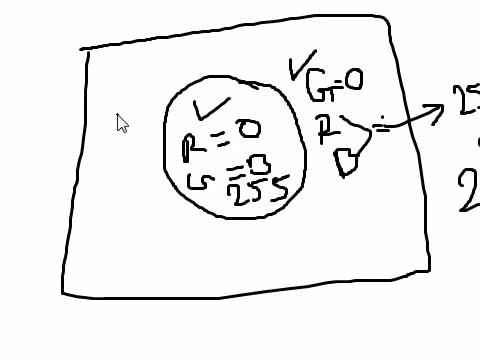 R = 0
G = 0
255
G = 0
R
B =
25
2